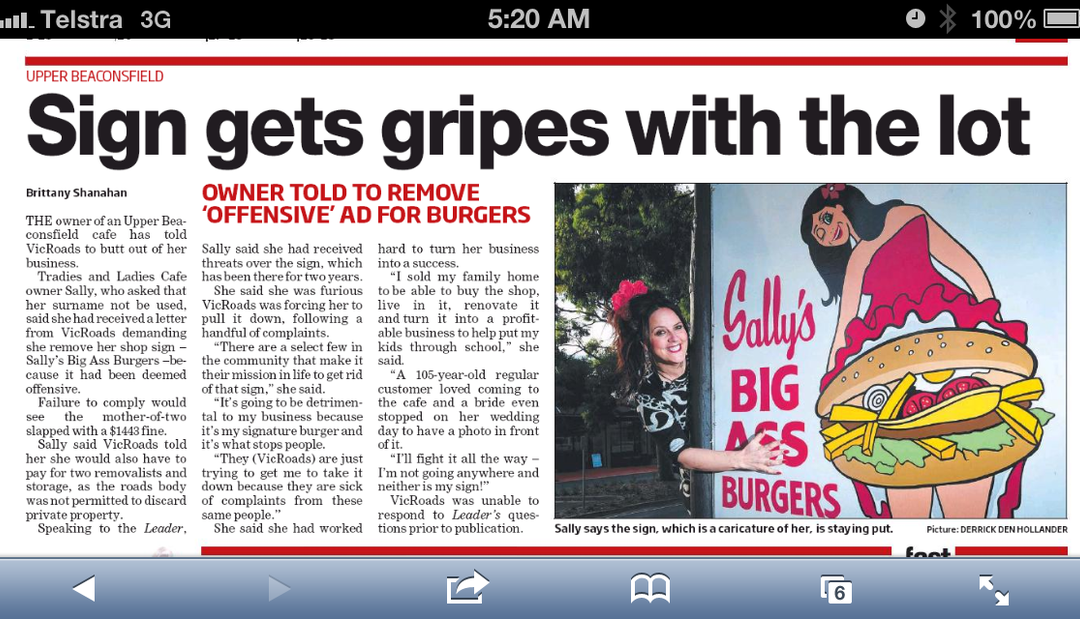 Telstra 3G 5:20 AM 100%
UPPER BEACONSFIELD
Sign gets gripes with the lot
Brittany Shanahan
THE owner of an Upper Bea-
consfield cafe has told
VicRoads to butt out of her
business.
Tradies and Ladies Cafe
owner Sally, who asked that
her surname not be used,
said she had received a letter
from VicRoads demanding
she remove her shop sign –
Sally's Big Ass Burgers –be-
cause it had been deemed
offensive.
Failure to comply would
see the mother-of-two
slapped with a $1443 fine.
Sally said VicRoads told
her she would also have to
pay for two removalists and
storage, as the roads body
was not permitted to discard
private property.
Speaking to the Leader,
OWNER TOLD TO REMOVE
‘OFFENSIVE’ AD FOR BURGERS
Sally said she had received
threats over the sign, which
has been there for two years.
She said she was furious
VicRoads was forcing her to
pull it down, following a
handful of complaints.
“There are a select few in
the community that make it
their mission in life to get rid
of that sign,” she said.
“It's going to be detrimen-
tal to my business because
it's my signature burger and
it's what stops people.
“They (VicRoads) are just
trying to get me to take it
down because they are sick
of complaints from these
same people.”
She said she had worked
hard to turn her business
into a success.
“I sold my family home
to be able to buy the shop,
live in it, renovate it
and turn it into a profit-
able business to help put my
kids through school,” she
said.
“A 105-year-old regular
customer loved coming to
the cafe and a bride even
stopped on her wedding
day to have a photo in front
of it.
“I'll fight it all the way –
I'm not going anywhere and
neither is my sign!”
VicRoads was unable to
respond to Leader's ques-
tions prior to publication.
Sally's
BIG
ASS
BURGERS
Sally says the sign, which is a caricature of her, is staying put. Picture: DERRICK DEN HOLLANDER
6